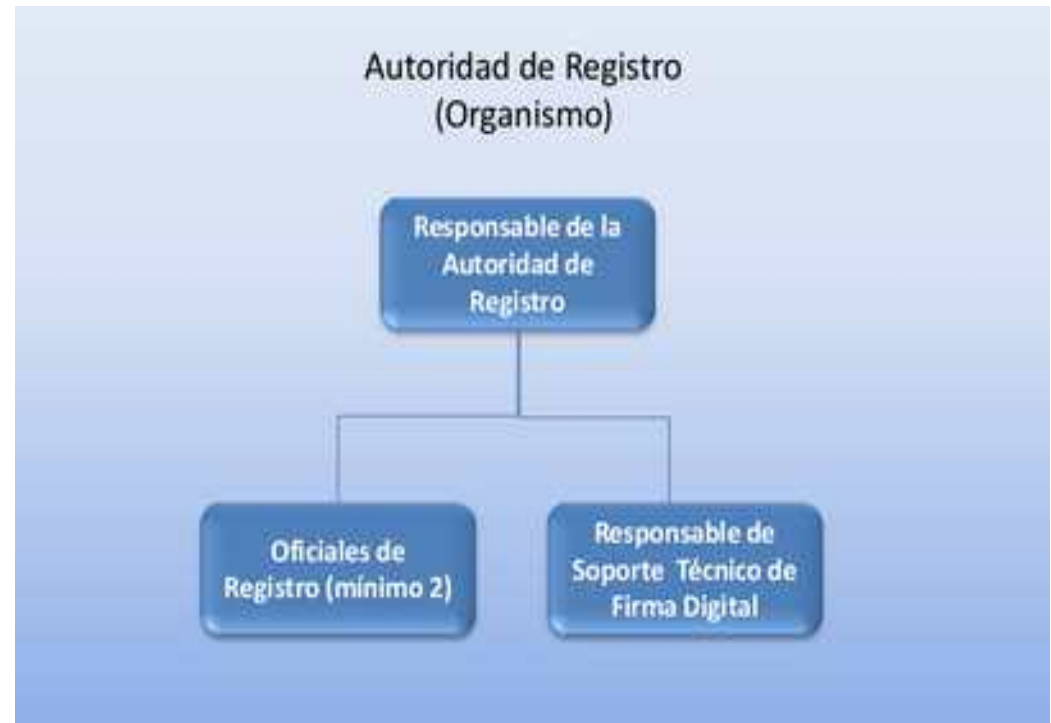 Autoridad de Registro
(Organismo)
Responsable de la
Autoridad de
Registro
Oficiales de
Registro (mínimo 2)
Responsable de
Soporte Técnico de
Firma Digital